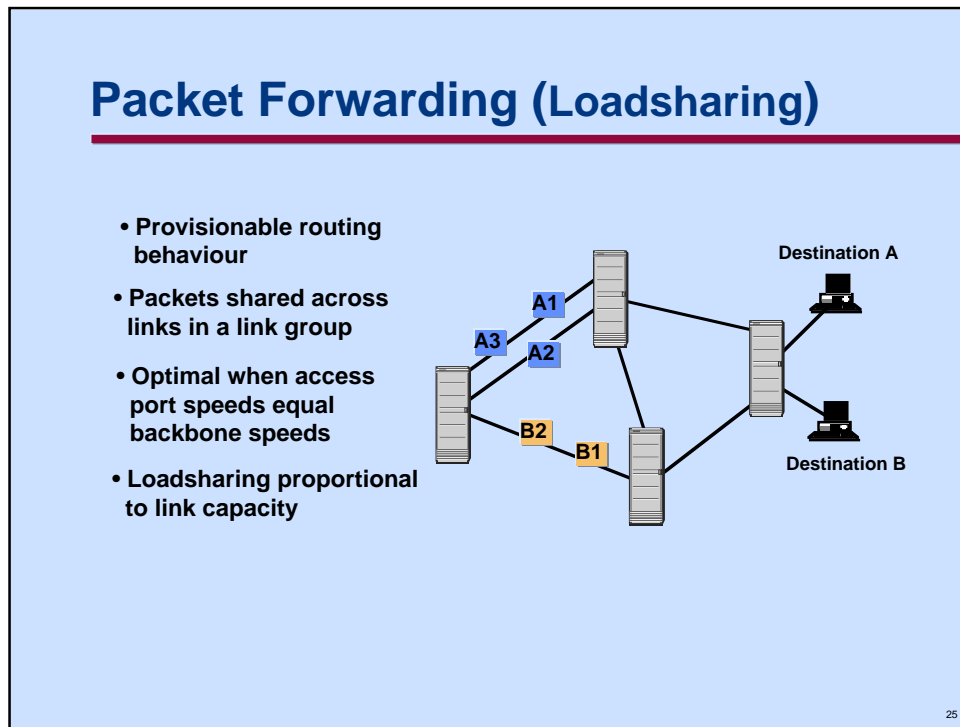 Packet Forwarding (Loadsharing)
• Provisionable routing
behaviour
• Packets shared across
links in a link group
• Optimal when access
port speeds equal
backbone speeds
• Loadsharing proportional
to link capacity
Destination A
A1
A3
A2
B2
B1
Destination B
25